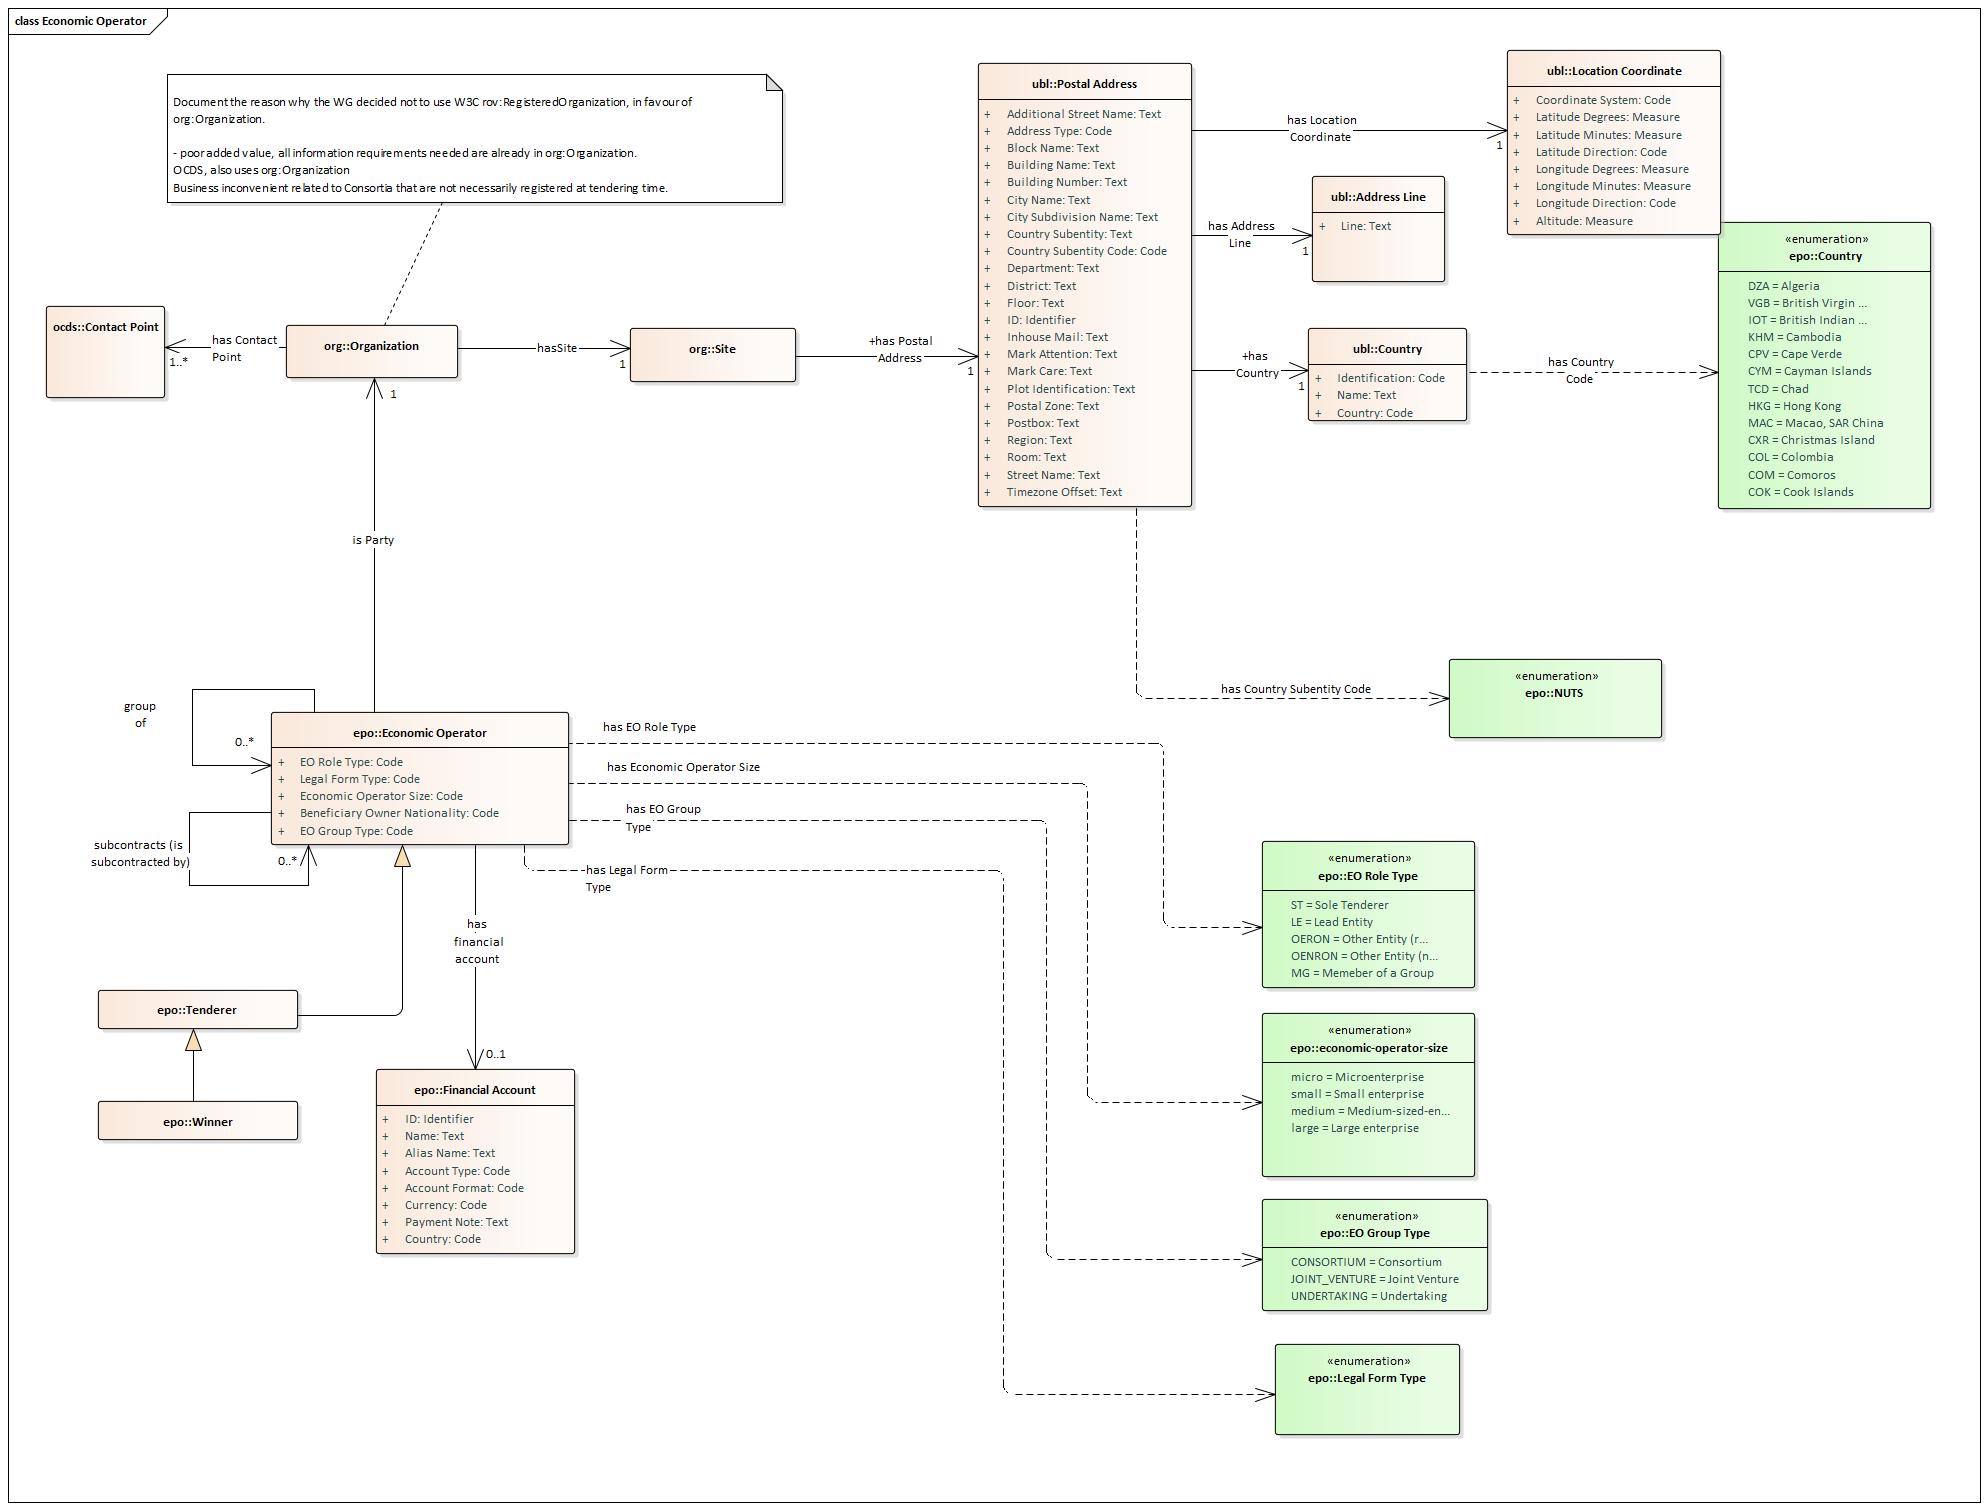 class Economic Operator
Document the reason why the WG decided not to use W3C rov:RegisteredOrganization, in favour of
org:Organization.
- poor added value, all information requirements needed are already in org:Organization.
OCDS, also uses org:Organization
Business inconvenient related to Consortia that are not necessarily registered at tendering time.
ocds::Contact Point
has Contact
Point
1..*
org::Organization
hasSite
1
org::Site
+has Postal
Address
1
ubl::Postal Address
+ Additional Street Name: Text
+ Address Type: Code
+ Block Name: Text
+ Building Name: Text
+ Building Number: Text
+ City Name: Text
+ City Subdivision Name: Text
+ Country Subentity: Text
+ Country Subentity Code: Code
+ Department: Text
+ District: Text
+ Floor: Text
+ ID: Identifier
+ Inhouse Mail: Text
+ Mark Attention: Text
+ Mark Care: Text
+ Plot Identification: Text
+ Postal Zone: Text
+ Postbox: Text
+ Region: Text
+ Room: Text
+ Street Name: Text
+ Timezone Offset: Text
has Location
Coordinate
1
ubl::Location Coordinate
+ Coordinate System: Code
+ Latitude Degrees: Measure
+ Latitude Minutes: Measure
+ Latitude Direction: Code
+ Longitude Degrees: Measure
+ Longitude Minutes: Measure
+ Longitude Direction: Code
+ Altitude: Measure
has Address
Line
1
ubl::Address Line
+ Line: Text
+has
Country
1
ubl::Country
+ Identification: Code
+ Name: Text
+ Country: Code
has Country
Code
«enumeration»
epo::Country
DZA = Algeria
VGB = British Virgin ...
IOT = British Indian ...
KHM = Cambodia
CPV = Cape Verde
CYM = Cayman Islands
TCD = Chad
HKG = Hong Kong
MAC = Macao, SAR China
CXR = Christmas Island
COL = Colombia
COM = Comoros
COK = Cook Islands
1
is Party
has Country Subentity Code
«enumeration»
epo::NUTS
group
of
0..*
epo::Economic Operator
+ EO Role Type: Code
+ Legal Form Type: Code
+ Economic Operator Size: Code
+ Beneficiary Owner Nationality: Code
+ EO Group Type: Code
subcontracts (is
subcontracted by)
0..*
has EO Role Type
has Economic Operator Size
has EO Group
Type
has Legal Form
Type
has
financial
account
0..1
epo::Tenderer
epo::Winner
epo::Financial Account
+ ID: Identifier
+ Name: Text
+ Alias Name: Text
+ Account Type: Code
+ Account Format: Code
+ Currency: Code
+ Payment Note: Text
+ Country: Code
«enumeration»
epo::EO Role Type
ST = Sole Tenderer
LE = Lead Entity
OERON = Other Entity (r...
OENRON = Other Entity (n...
MG = Memeber of a Group
«enumeration»
epo::economic-operator-size
micro = Microenterprise
small = Small enterprise
medium = Medium-sized-en...
large = Large enterprise
«enumeration»
epo::EO Group Type
CONSORTIUM = Consortium
JOINT_VENTURE = Joint Venture
UNDERTAKING = Undertaking
«enumeration»
epo::Legal Form Type